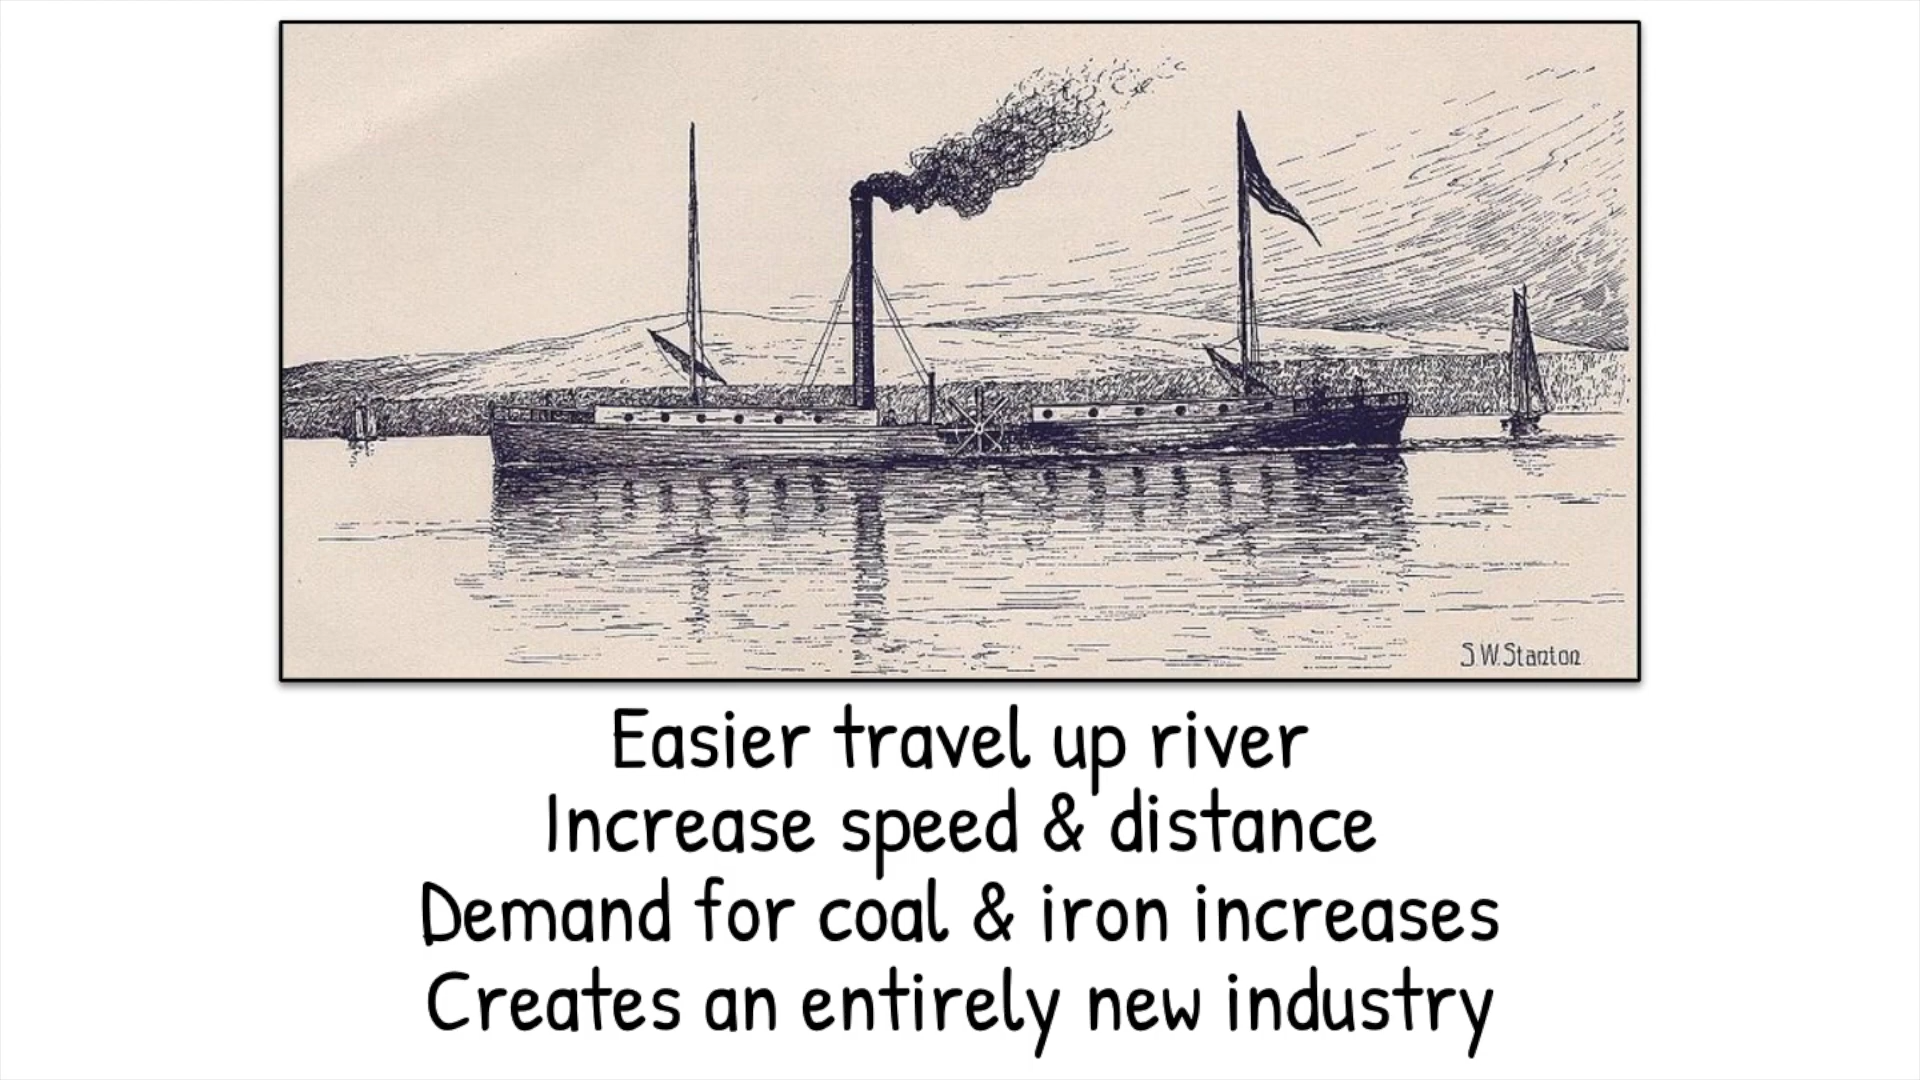 S.W.Stanton
Easier travel up river
Increase speed & distance
Demand for coal & iron increases
Creates an entirely new industry